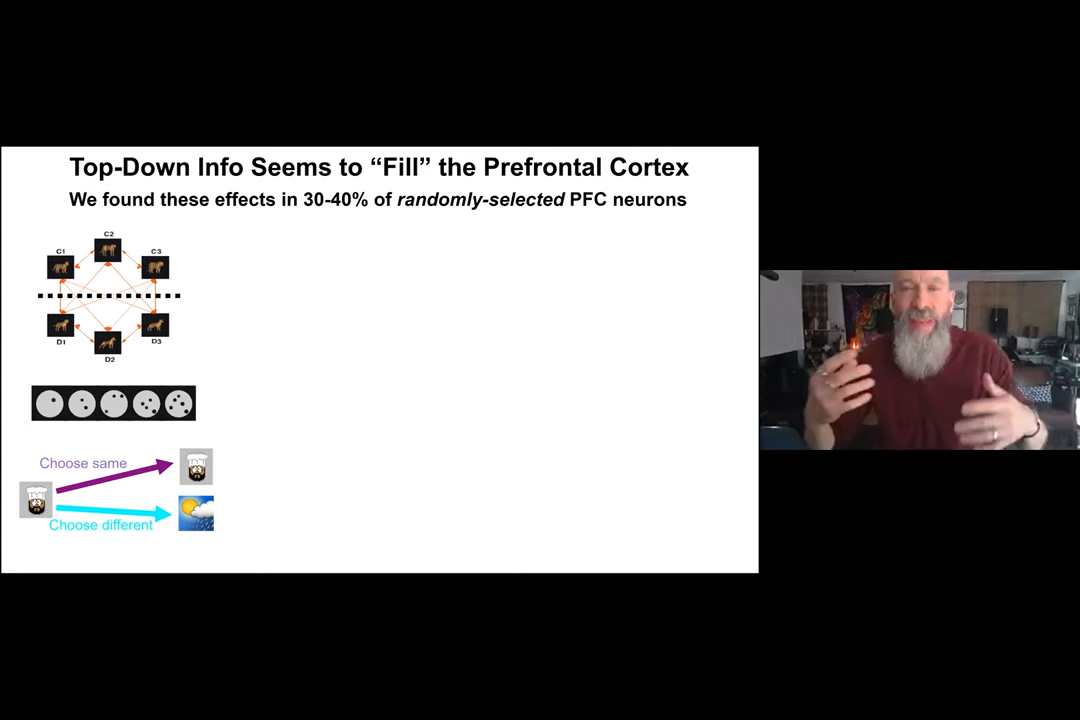 Top-Down Info Seems to “Fill” the Prefrontal Cortex
We found these effects in 30-40% of randomly-selected PFC neurons
C2
C1
C3
D1
D3
D2
Choose same
Choose different